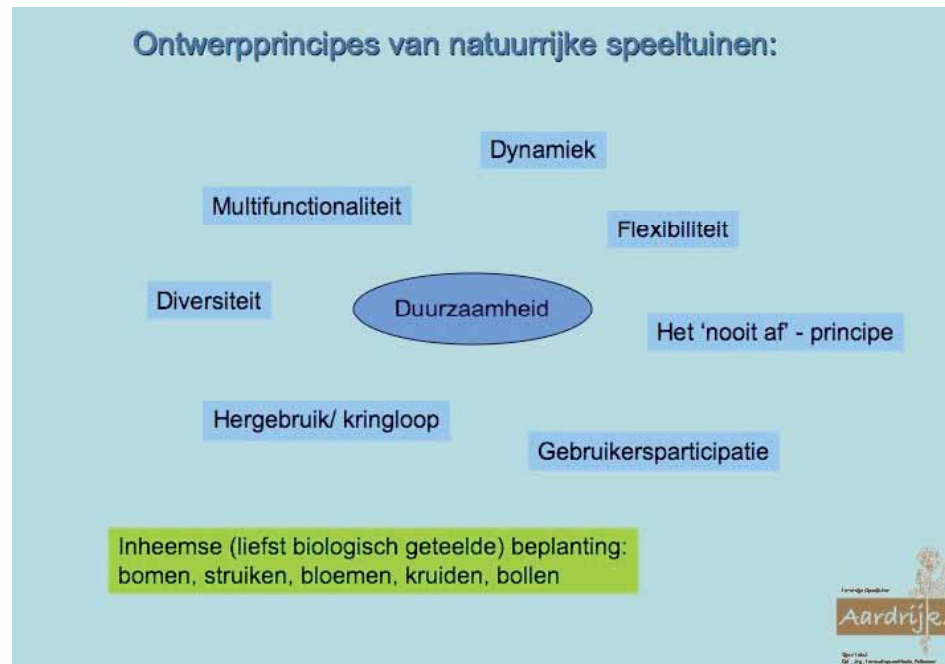 Ontwerpprincipes van natuurrijke speeltuinen:
Dynamiek
Multifunctionaliteit
Flexibiliteit
Diversiteit
Duurzaamheid
Het ‘nooit af’ - principe
Hergebruik/ kringloop
Gebruikersparticipatie
Inheemse (liefst biologisch geteelde) beplanting:
bomen, struiken, bloemen, kruiden, bollen
Aardrijk